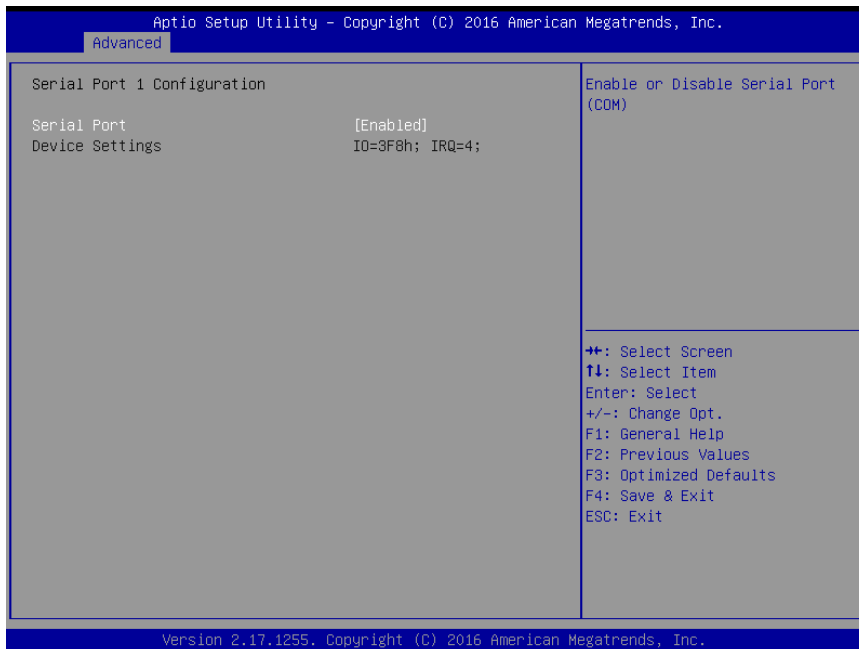 Aptio Setup Utility – Copyright (C) 2016 American Megatrends, Inc.
Advanced
Serial Port 1 Configuration
Serial Port [Enabled]
Device Settings IO=3F8h; IRQ=4;
Enable or Disable Serial Port
(COM)
→←: Select Screen
↑↓: Select Item
Enter: Select
+/-: Change Opt.
F1: General Help
F2: Previous Values
F3: Optimized Defaults
F4: Save & Exit
ESC: Exit
Version 2.17.1255. Copyright (C) 2016 American Megatrends, Inc.